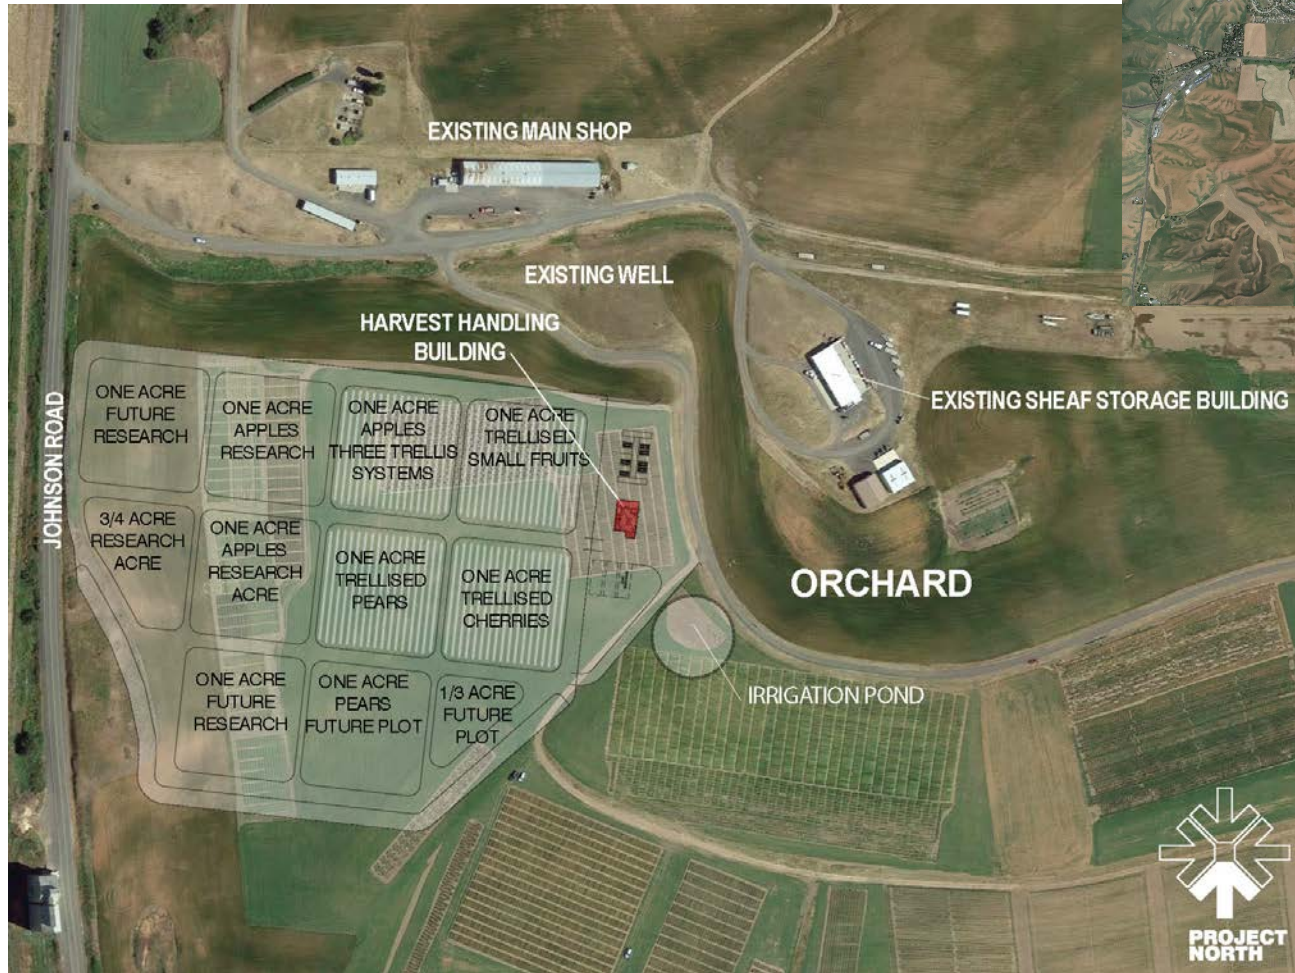 EXISTING MAIN SHOP
EXISTING WELL
HARVEST HANDLING
BUILDING
EXISTING SHEAF STORAGE BUILDING
JOHNSON ROAD
ONE ACRE
FUTURE
RESEARCH
ONE ACRE
APPLES
RESEARCH
ONE ACRE
APPLES
THREE TRELLIS
SYSTEMS
ONE ACRE
TRELLISED
SMALL FRUITS
3/4 ACRE
RESEARCH
ACRE
ONE ACRE
APPLES
RESEARCH
ACRE
ONE ACRE
TRELLISED
PEARS
ONE ACRE
TRELLISED
CHERRIES
ORCHARD
ONE ACRE
FUTURE
RESEARCH
ONE ACRE
PEARS
FUTURE PLOT
1/3 ACRE
FUTURE
PLOT
IRRIGATION POND
PROJECT
NORTH